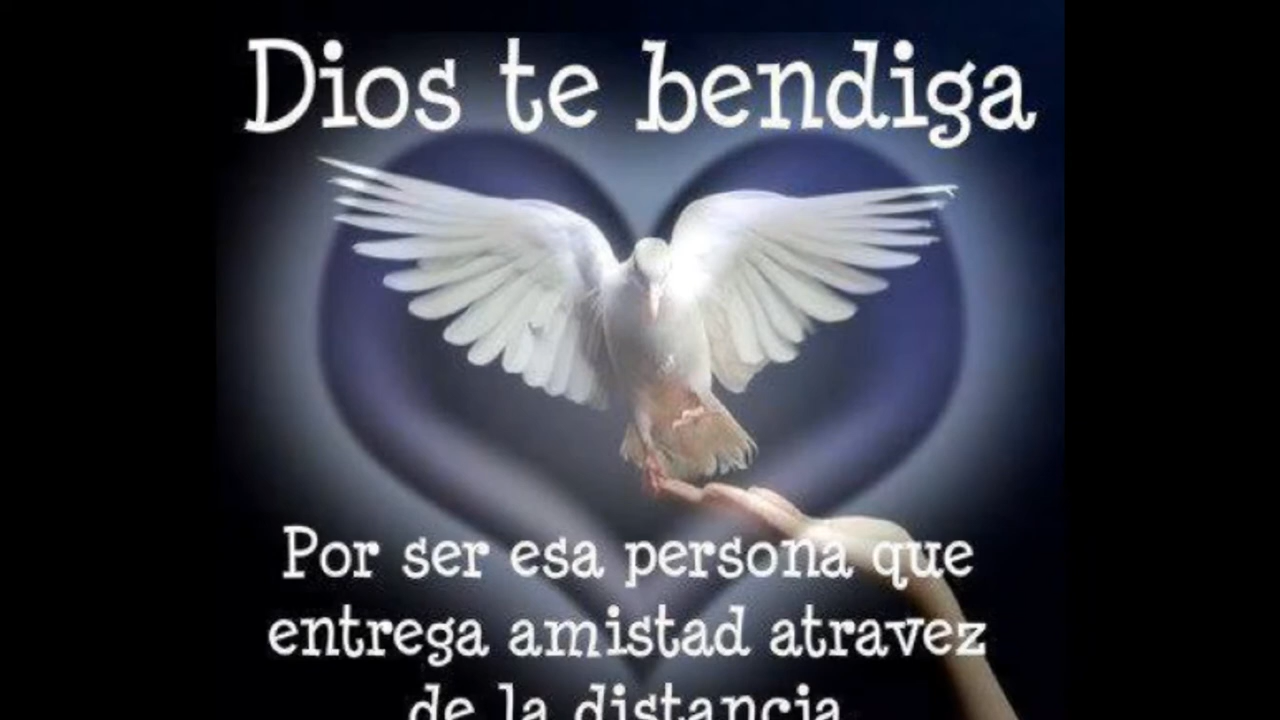 Dios te bendiga
Por ser esa persona que
entrega amistad atravez
de la distancia